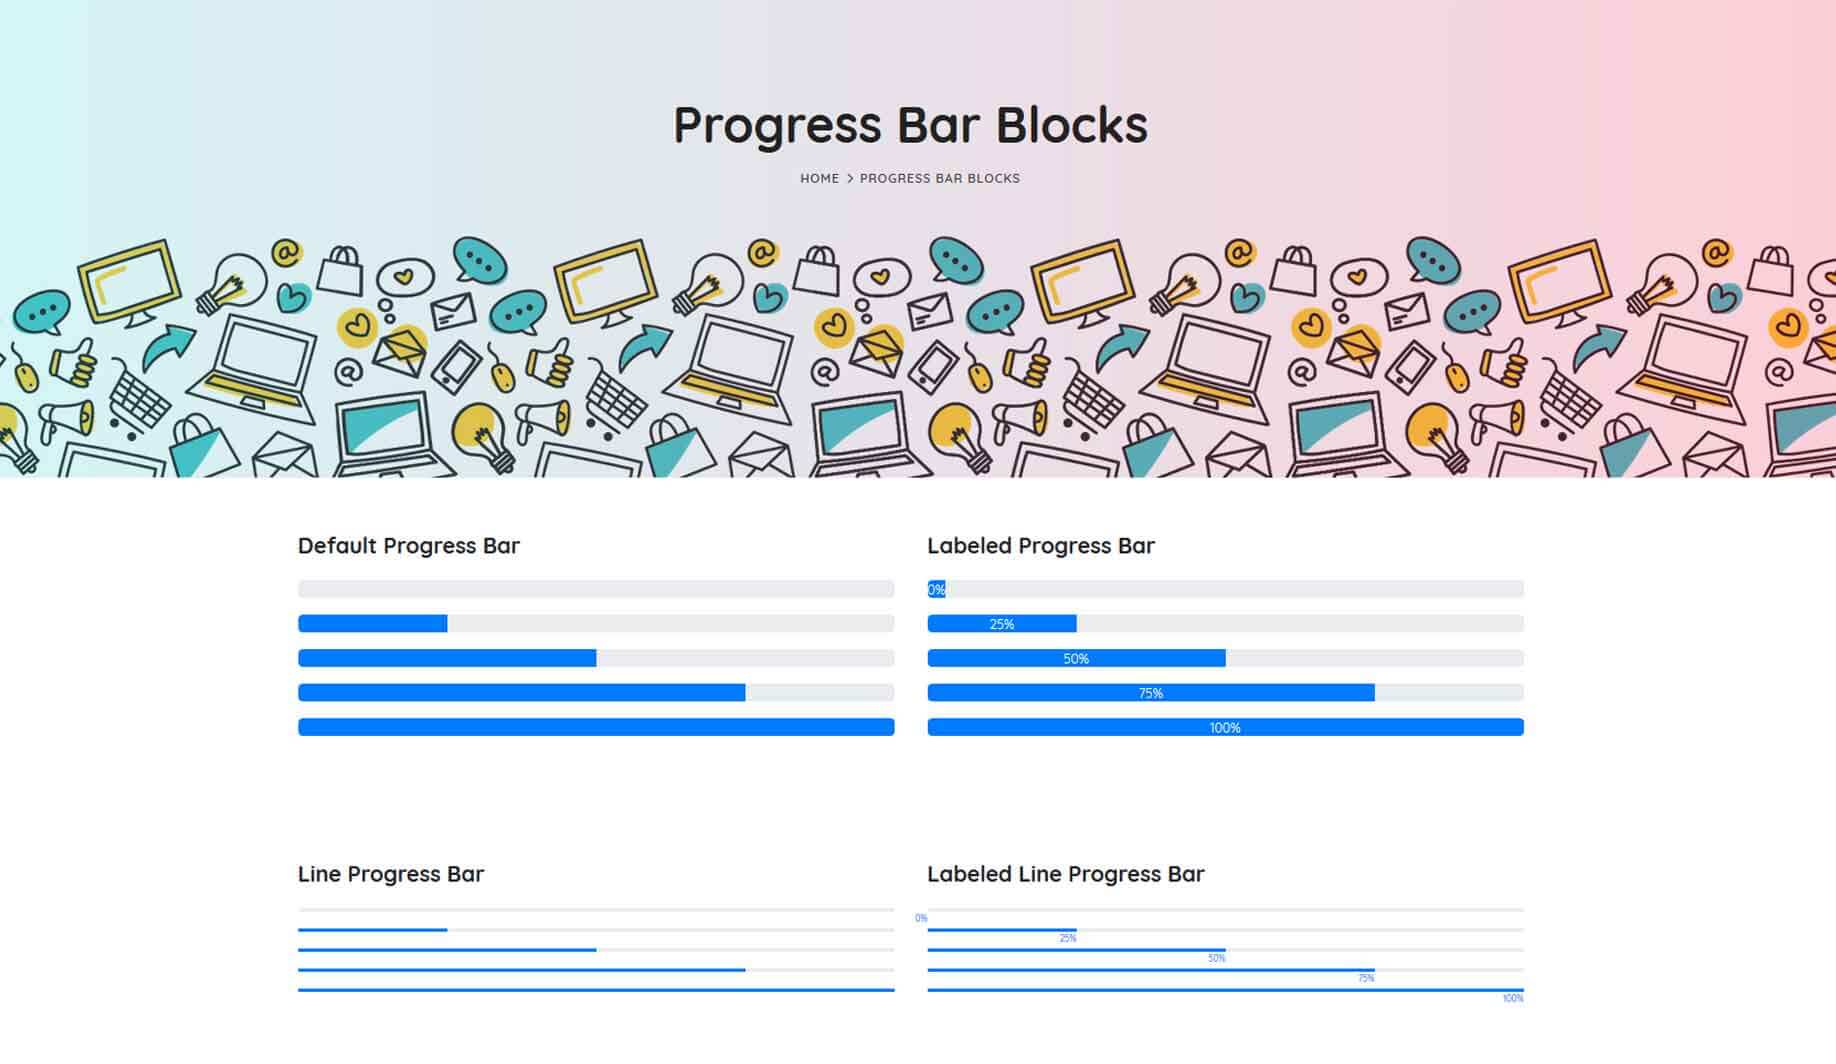 Progress Bar Blocks
HOME > PROGRESS BAR BLOCKS
Default Progress Bar
Labeled Progress Bar
0%
25%
50%
75%
100%
Line Progress Bar
Labeled Line Progress Bar
0%
25%
50%
75%
100%